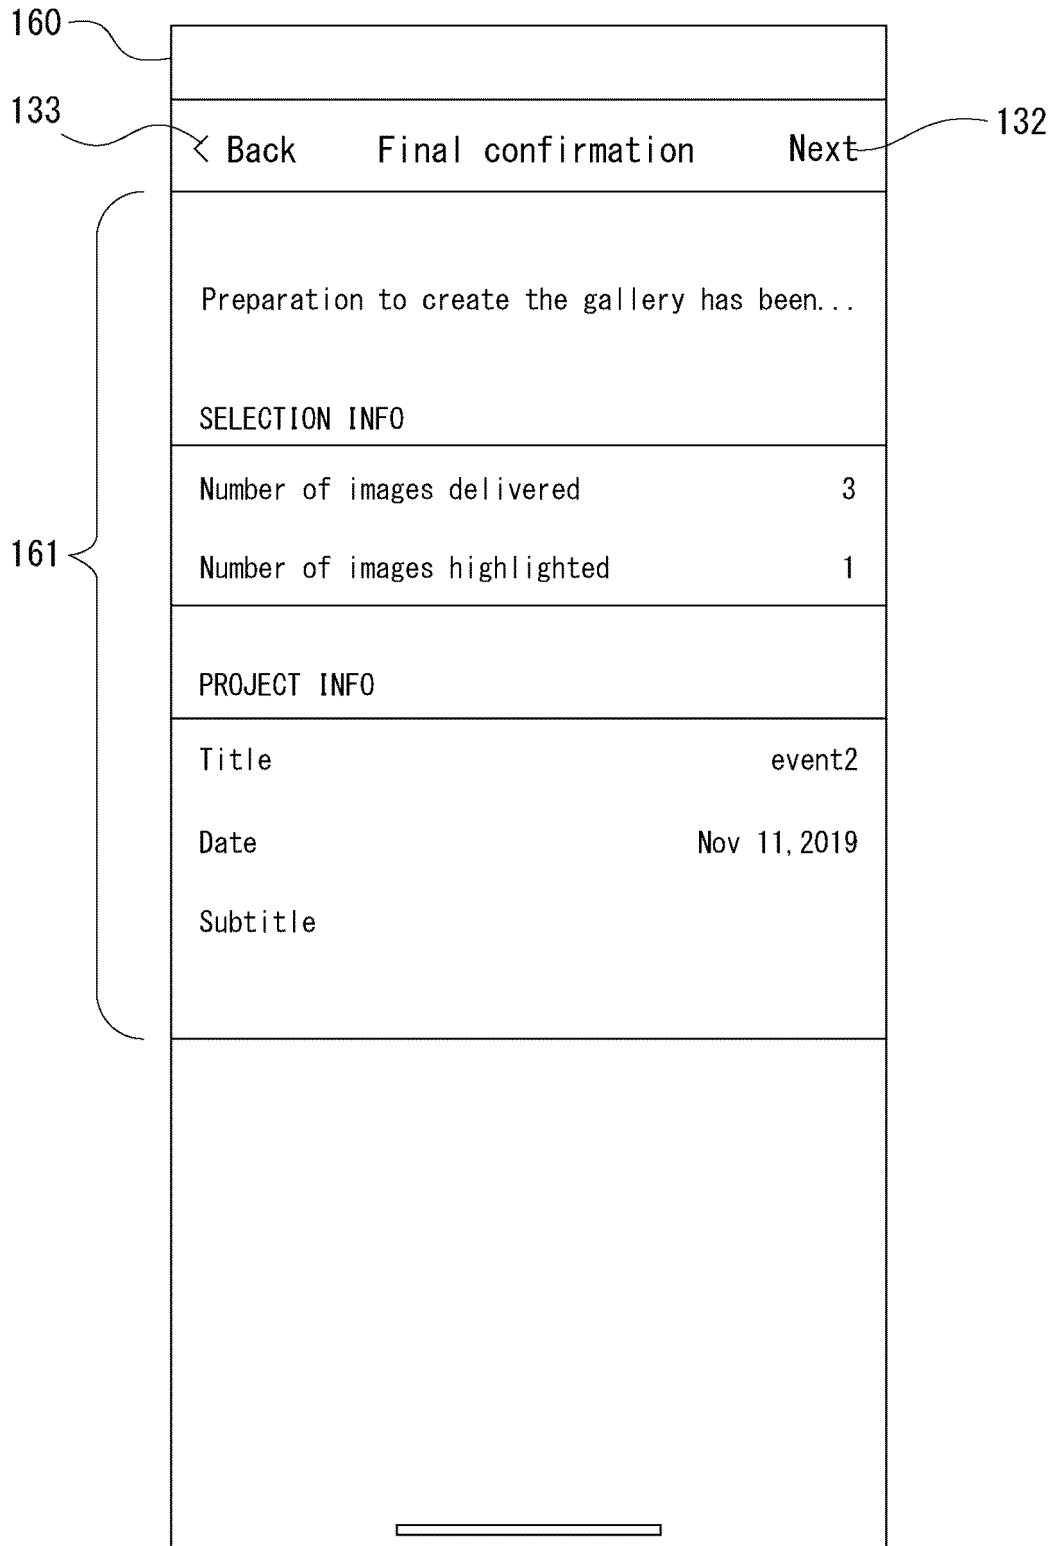 160
133
132
< Back Final confirmation Next
Preparation to create the gallery has been...
SELECTION INFO
Number of images delivered 3
161
Number of images highlighted 1
PROJECT INFO
Title event2
Date Nov 11,2019
Subtitle